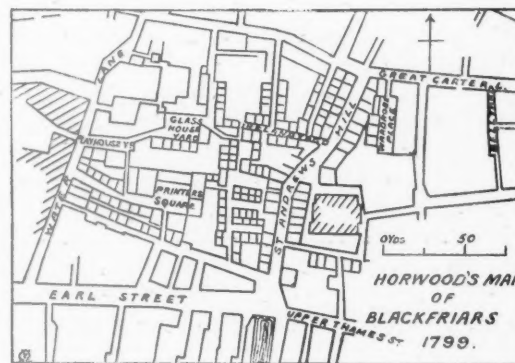 LANE
GREAT CARTER L.
GLASS
HOUSE
YARD
PLAYHOUSE YD
WARDROBE
PLACE
HILL
ST ANDREWS
WATER
PRINTERS
SQUARE
0 YDS 50
EARL STREET
UPPER THAMES ST
HORWOOD'S MAP
OF
BLACKFRIARS
1799.